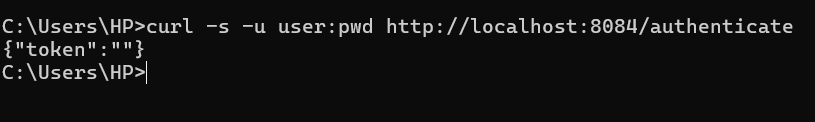 C:\Users\HP>curl -s -u user:pwd http://localhost:8084/authenticate
{"token":""}
C:\Users\HP>